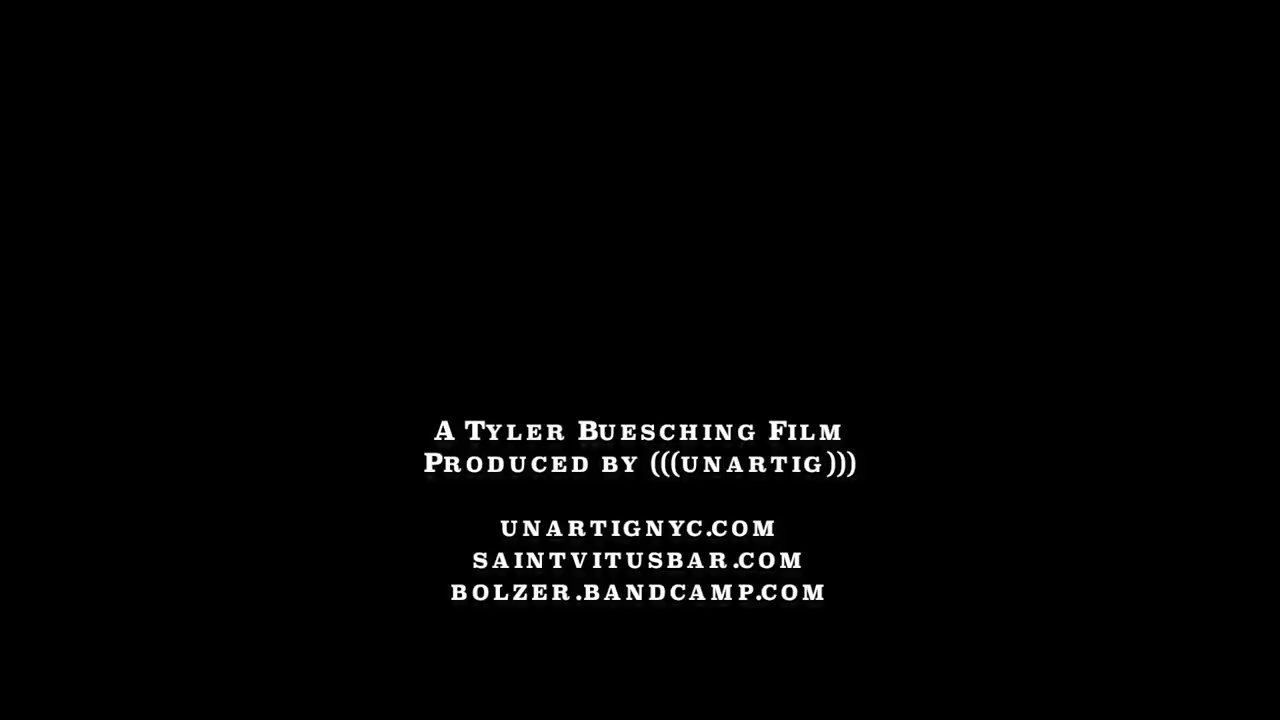 A Tyler Buesching Film
Produced by (((unartig)))
unartignyc.com
saintvitusbar.com
bolzer.bandcamp.com